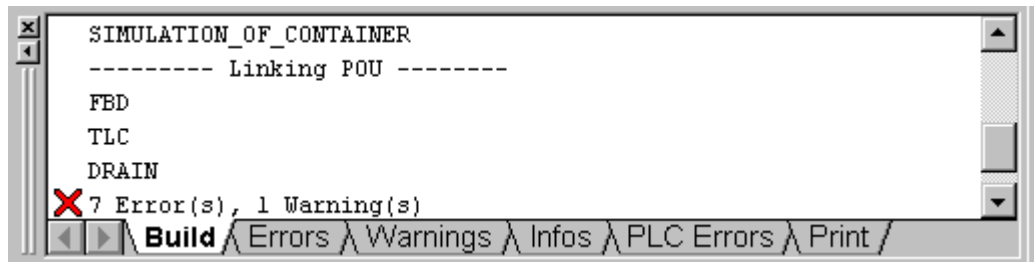 SIMULATION_OF_CONTAINER
--------- Linking POU --------
FBD
TLC
DRAIN
7 Error(s), 1 Warning(s)
Build Errors Warnings Infos PLC Errors Print